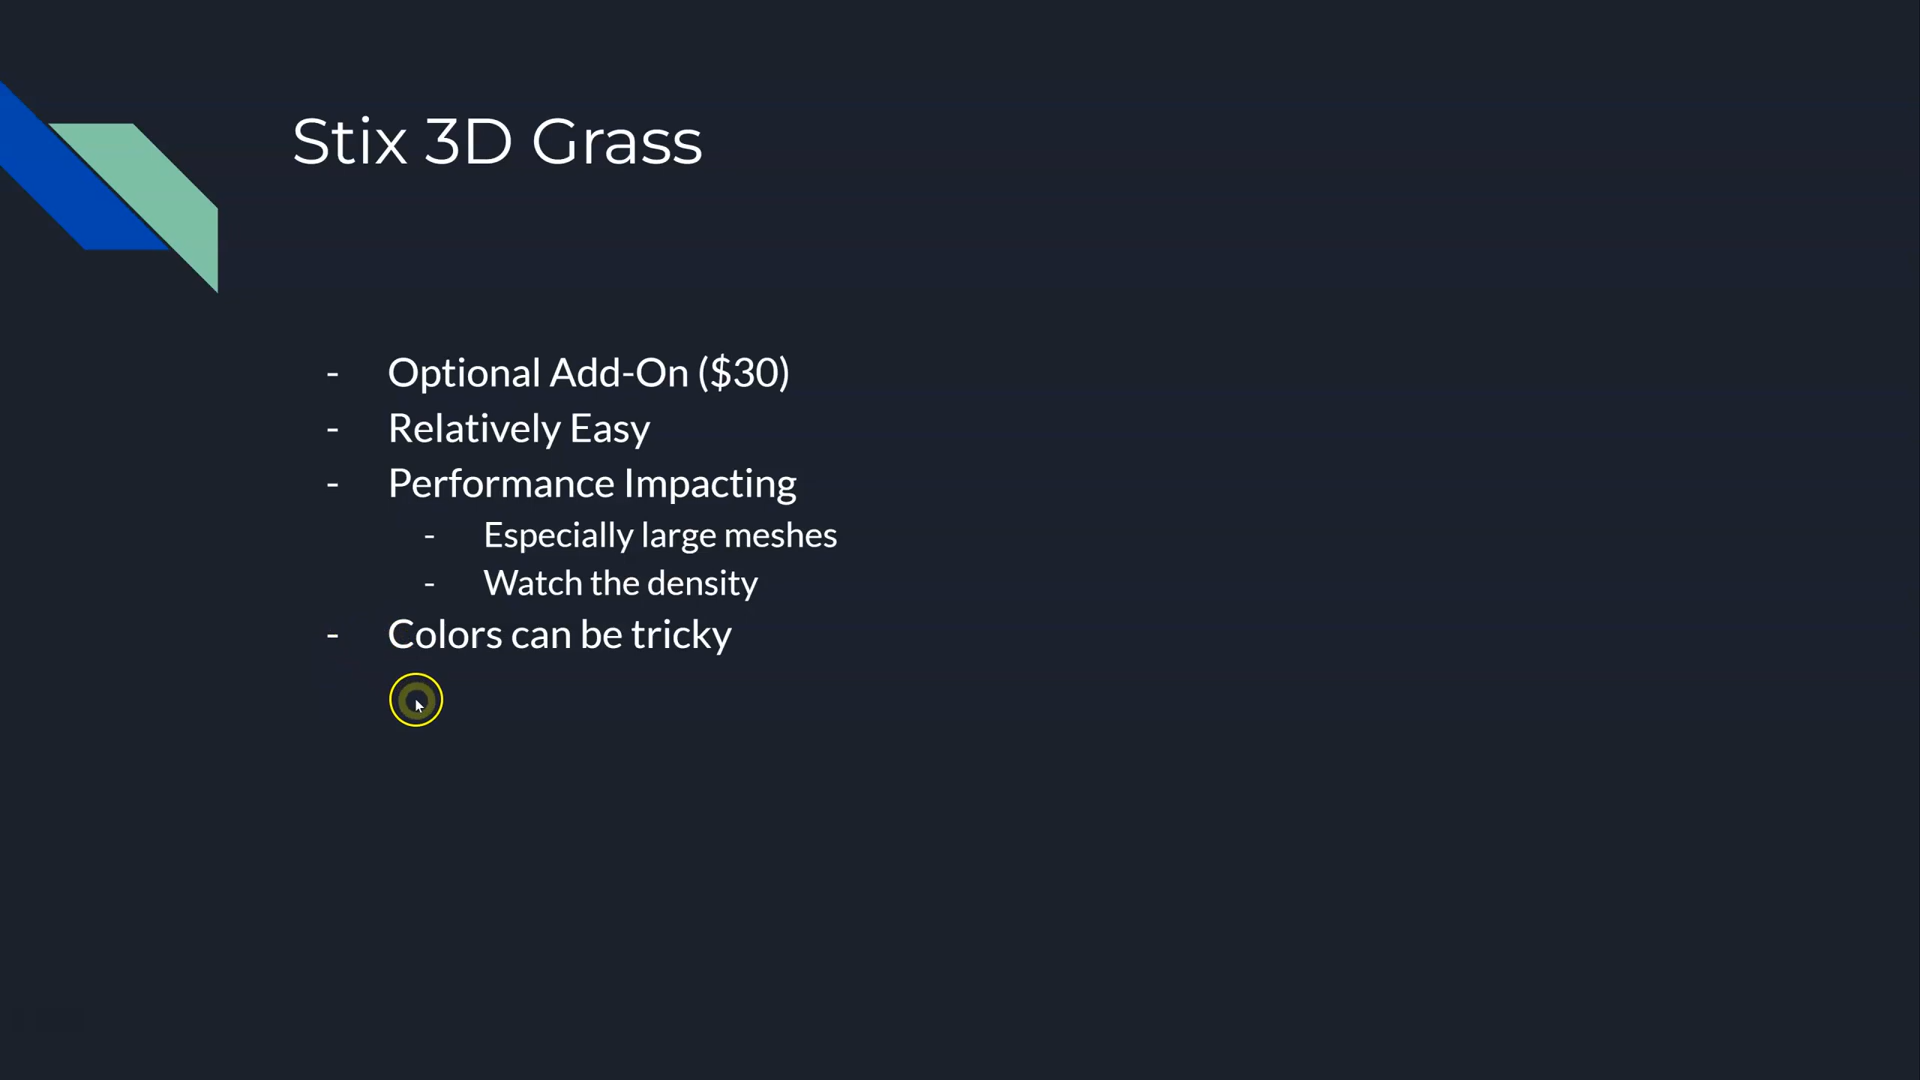 Stix 3D Grass
- Optional Add-On ($30)
- Relatively Easy
- Performance Impacting
- Especially large meshes
- Watch the density
- Colors can be tricky